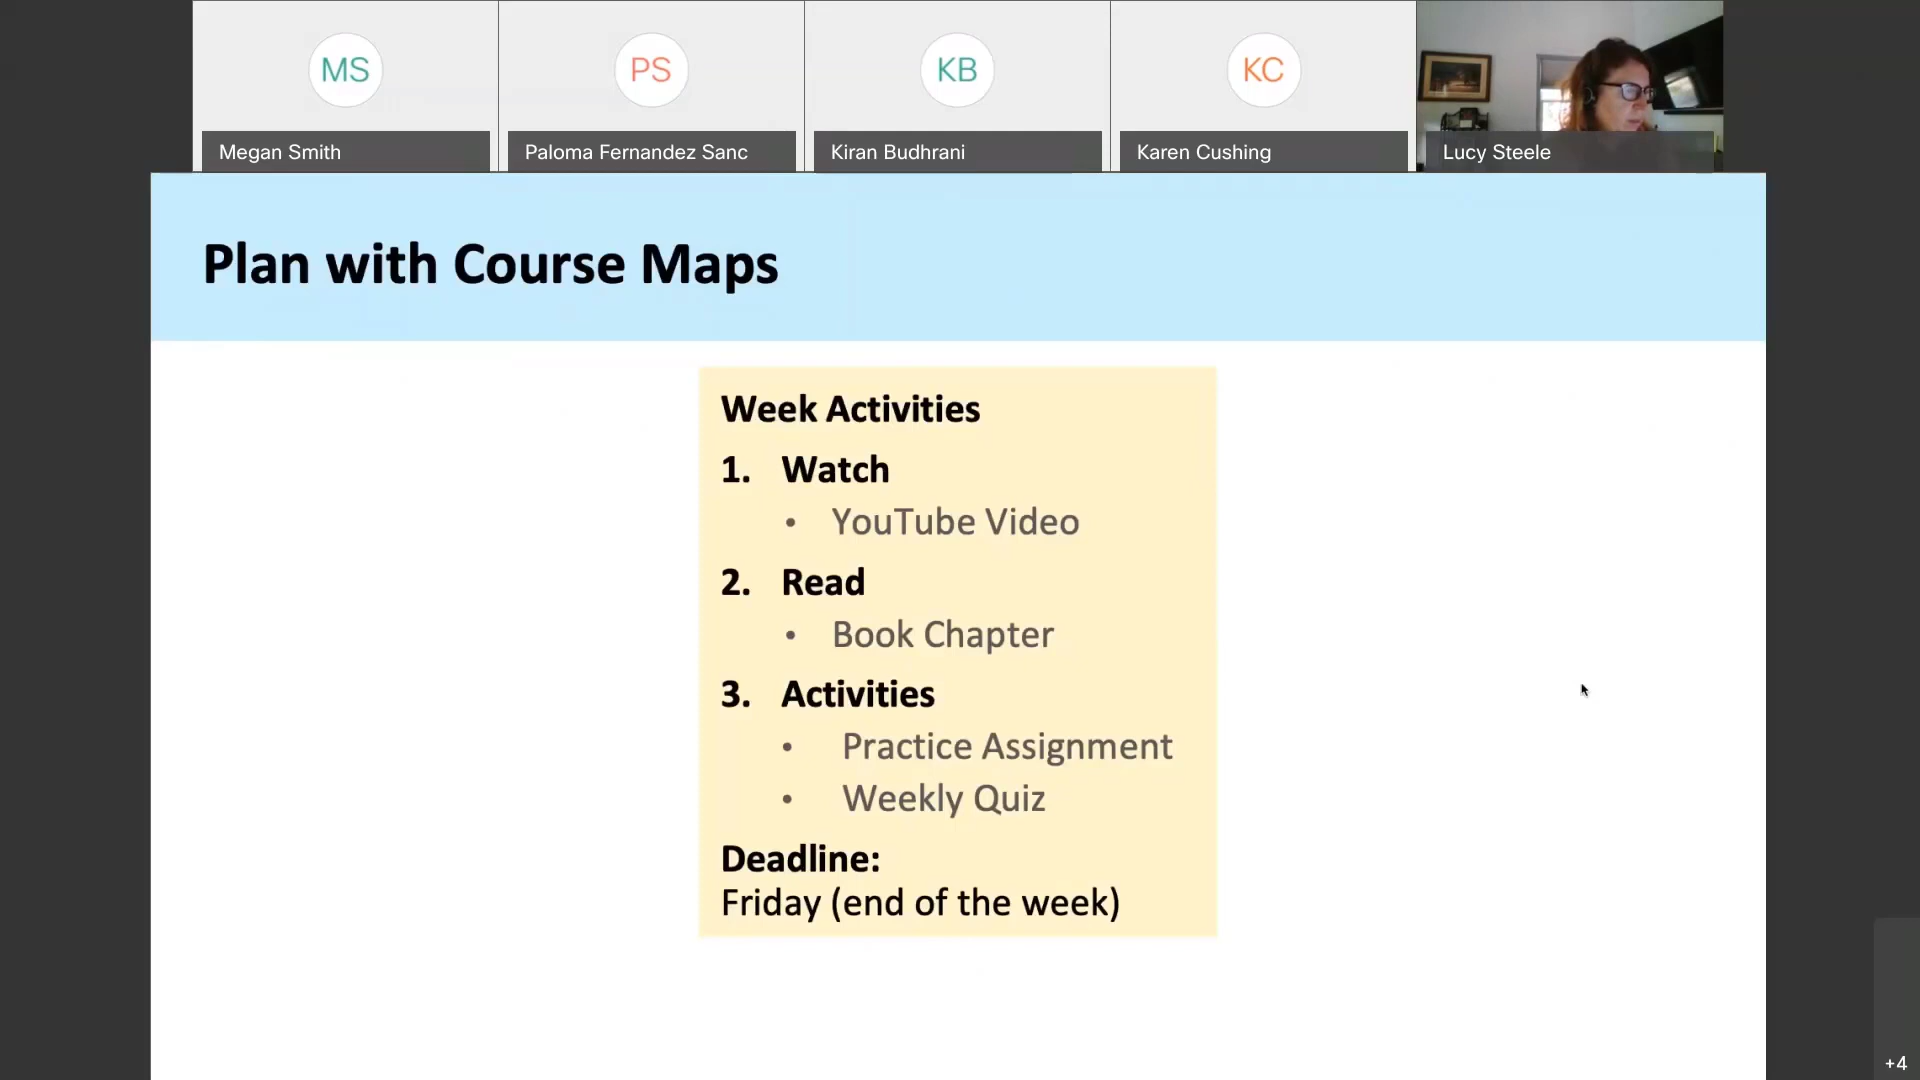 MS
PS
KB
KC
Megan Smith
Paloma Fernandez Sanc
Kiran Budhrani
Karen Cushing
Lucy Steele
Plan with Course Maps
Week Activities
1. Watch
• YouTube Video
2. Read
• Book Chapter
3. Activities
• Practice Assignment
• Weekly Quiz
Deadline:
Friday (end of the week)
+4